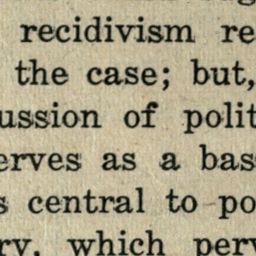 recidivism re
the case; but,
ussion of polit
erves as a bas
s central to po
ry, which perv